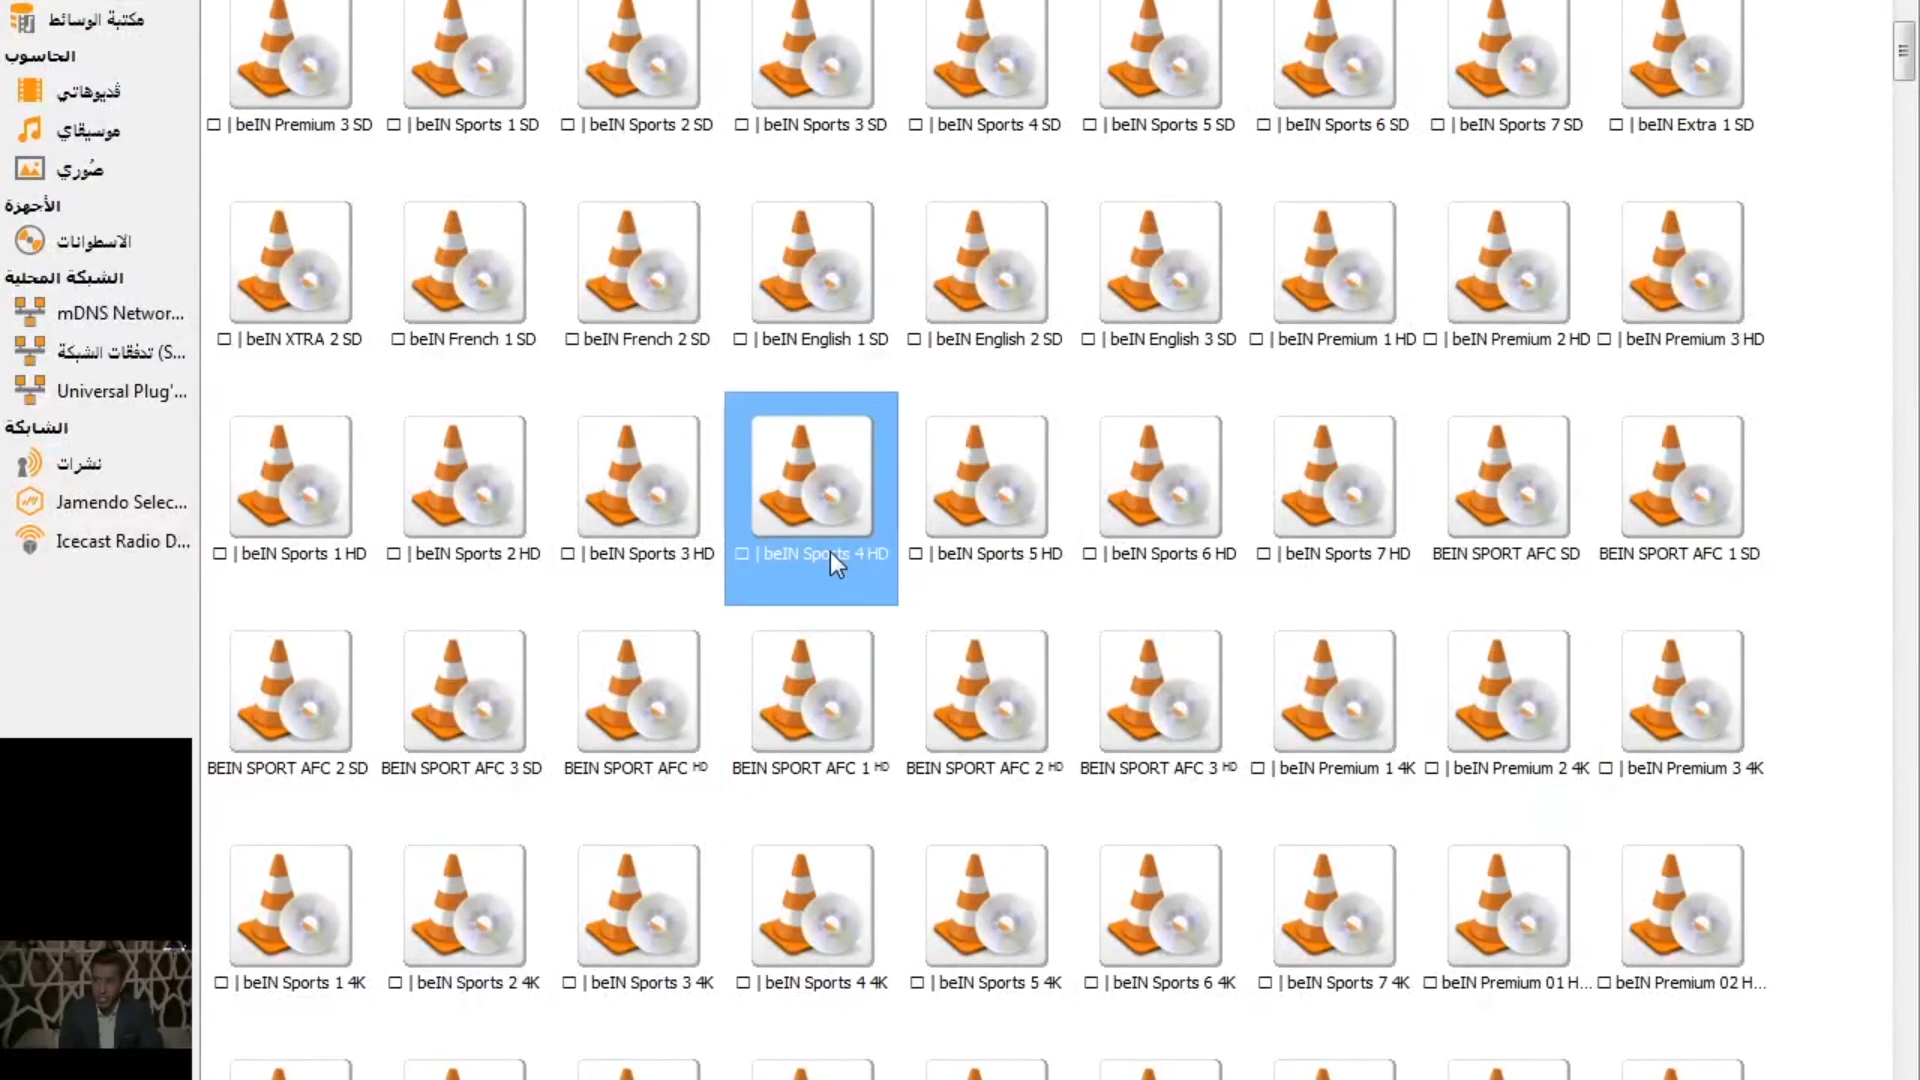 مكتبة الوسائط
الحاسوب
ڤديوهاتي
موسيقاي
صُوري
الأجهزة
الاسطوانات
الشبكة المحلية
mDNS Networ...
تدفقات الشبكة (S...
Universal Plug'...
الشابكة
نشرات
Jamendo Selec...
Icecast Radio D...
□ | beIN Premium 3 SD
□ | beIN Sports 1 SD
□ | beIN Sports 2 SD
□ | beIN Sports 3 SD
□ | beIN Sports 4 SD
□ | beIN Sports 5 SD
□ | beIN Sports 6 SD
□ | beIN Sports 7 SD
□ | beIN Extra 1 SD
□ | beIN XTRA 2 SD
□ beIN French 1 SD
□ beIN French 2 SD
□ | beIN English 1 SD
□ | beIN English 2 SD
□ | beIN English 3 SD
□ | beIN Premium 1 HD
□ | beIN Premium 2 HD
□ | beIN Premium 3 HD
□ | beIN Sports 1 HD
□ | beIN Sports 2 HD
□ | beIN Sports 3 HD
□ | beIN Sports 4 HD
□ | beIN Sports 5 HD
□ | beIN Sports 6 HD
□ | beIN Sports 7 HD
BEIN SPORT AFC SD
BEIN SPORT AFC 1 SD
BEIN SPORT AFC 2 SD
BEIN SPORT AFC 3 SD
BEIN SPORT AFC ᴴᴰ
BEIN SPORT AFC 1 ᴴᴰ
BEIN SPORT AFC 2 ᴴᴰ
BEIN SPORT AFC 3 ᴴᴰ
□ | beIN Premium 1 4K
□ | beIN Premium 2 4K
□ | beIN Premium 3 4K
□ | beIN Sports 1 4K
□ | beIN Sports 2 4K
□ | beIN Sports 3 4K
□ | beIN Sports 4 4K
□ | beIN Sports 5 4K
□ | beIN Sports 6 4K
□ | beIN Sports 7 4K
□ beIN Premium 01 H...
□ beIN Premium 02 H...